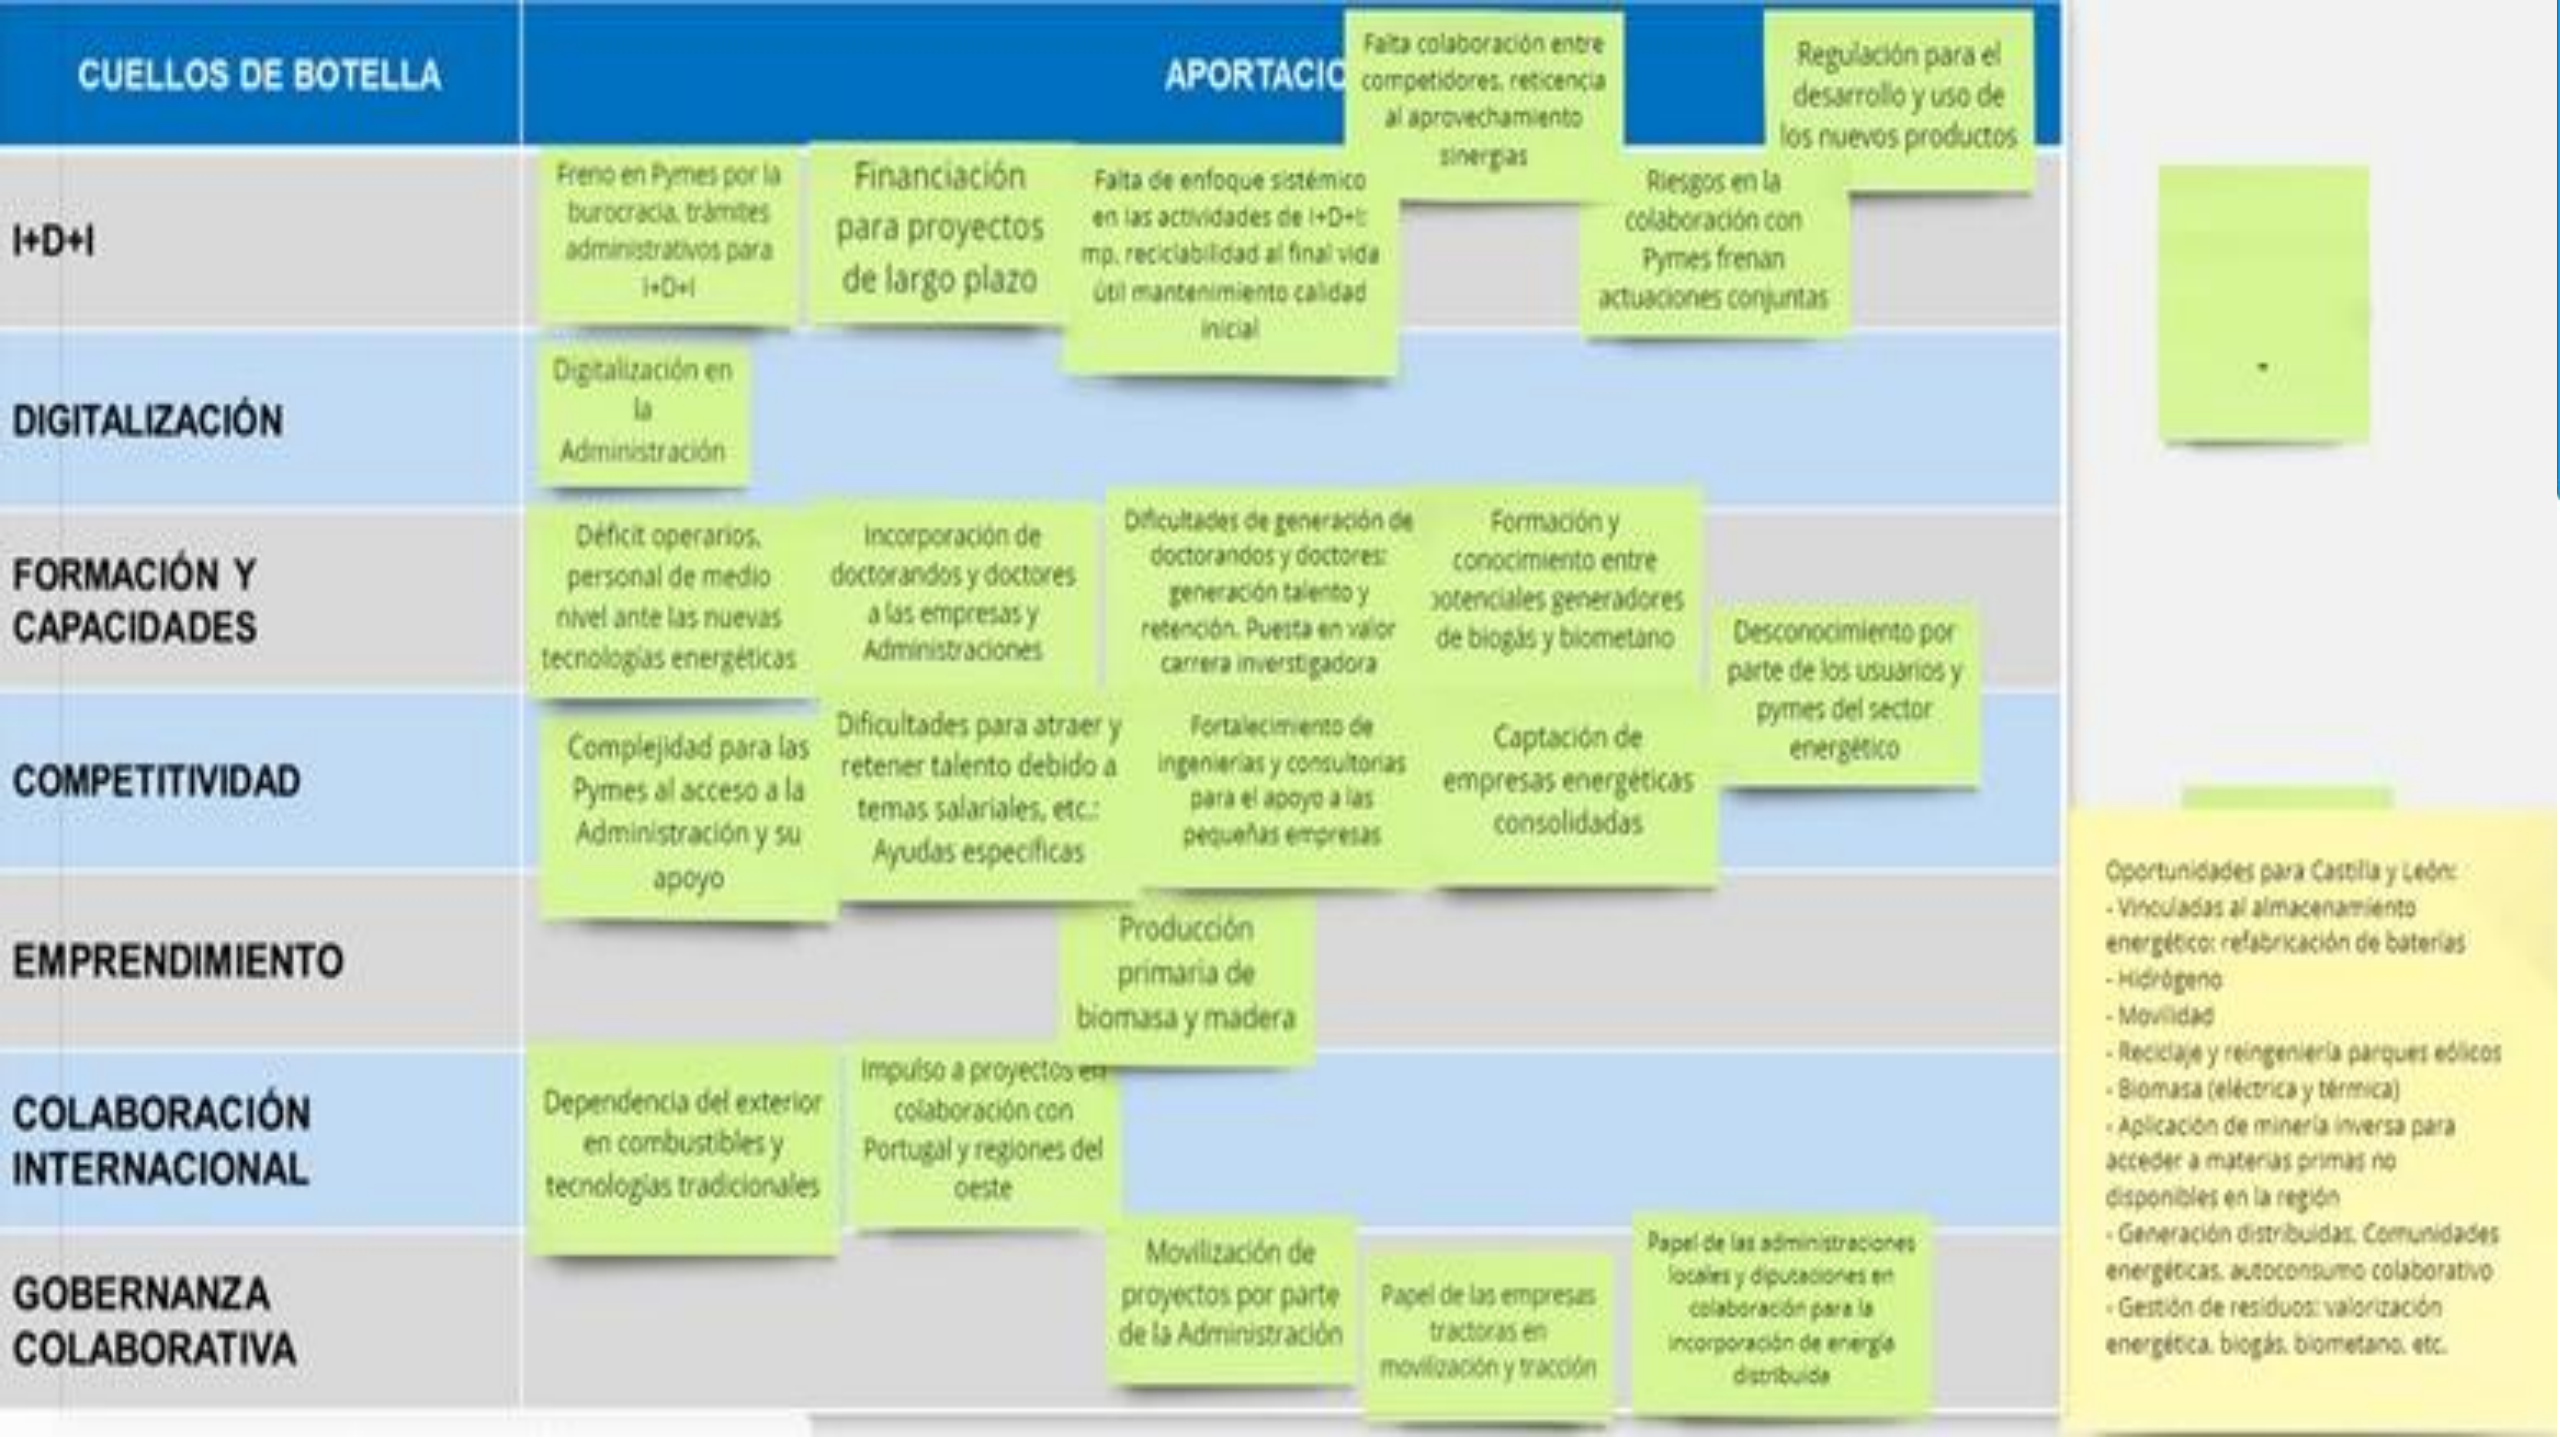 CUELLOS DE BOTELLA
APORTACIO
Falta colaboración entre
competidores, reticencia
al aprovechamiento
sinergias
Regulación para el
desarrollo y uso de
los nuevos productos
I+D+I
Freno en Pymes por la
burocracia, trámites
administrativos para
I+D+I
Financiación
para proyectos
de largo plazo
Falta de enfoque sistémico
en las actividades de I+D+I:
mp, reciclabilidad al final vida
útil mantenimiento calidad
inicial
Riesgos en la
colaboración con
Pymes frenan
actuaciones conjuntas
DIGITALIZACIÓN
Digitalización en
la
Administración
FORMACIÓN Y
CAPACIDADES
Déficit operarios,
personal de medio
nivel ante las nuevas
tecnologías energéticas
Incorporación de
doctorandos y doctores
a las empresas y
Administraciones
Dificultades de generación de
doctorandos y doctores:
generación talento y
retención. Puesta en valor
carrera inverstigadora
Formación y
conocimiento entre
potenciales generadores
de biogás y biometano
Desconocimiento por
parte de los usuarios y
pymes del sector
energético
COMPETITIVIDAD
Complejidad para las
Pymes al acceso a la
Administración y su
apoyo
Dificultades para atraer y
retener talento debido a
temas salariales, etc.:
Ayudas específicas
Fortalecimiento de
ingenierías y consultorías
para el apoyo a las
pequeñas empresas
Captación de
empresas energéticas
consolidadas
EMPRENDIMIENTO
Producción
primaria de
biomasa y madera
COLABORACIÓN
INTERNACIONAL
Dependencia del exterior
en combustibles y
tecnologías tradicionales
Impulso a proyectos en
colaboración con
Portugal y regiones del
oeste
GOBERNANZA
COLABORATIVA
Movilización de
proyectos por parte
de la Administración
Papel de las empresas
tractoras en
movilización y tracción
Papel de las administraciones
locales y diputaciones en
colaboración para la
incorporación de energía
distribuida
.
Oportunidades para Castilla y León:
- Vinculadas al almacenamiento
energético: refabricación de baterías
- Hidrógeno
- Movilidad
- Reciclaje y reingeniería parques eólicos
- Biomasa (eléctrica y térmica)
- Aplicación de minería inversa para
acceder a materias primas no
disponibles en la región
- Generación distribuidas. Comunidades
energéticas, autoconsumo colaborativo
- Gestión de residuos: valorización
energética, biogás, biometano, etc.